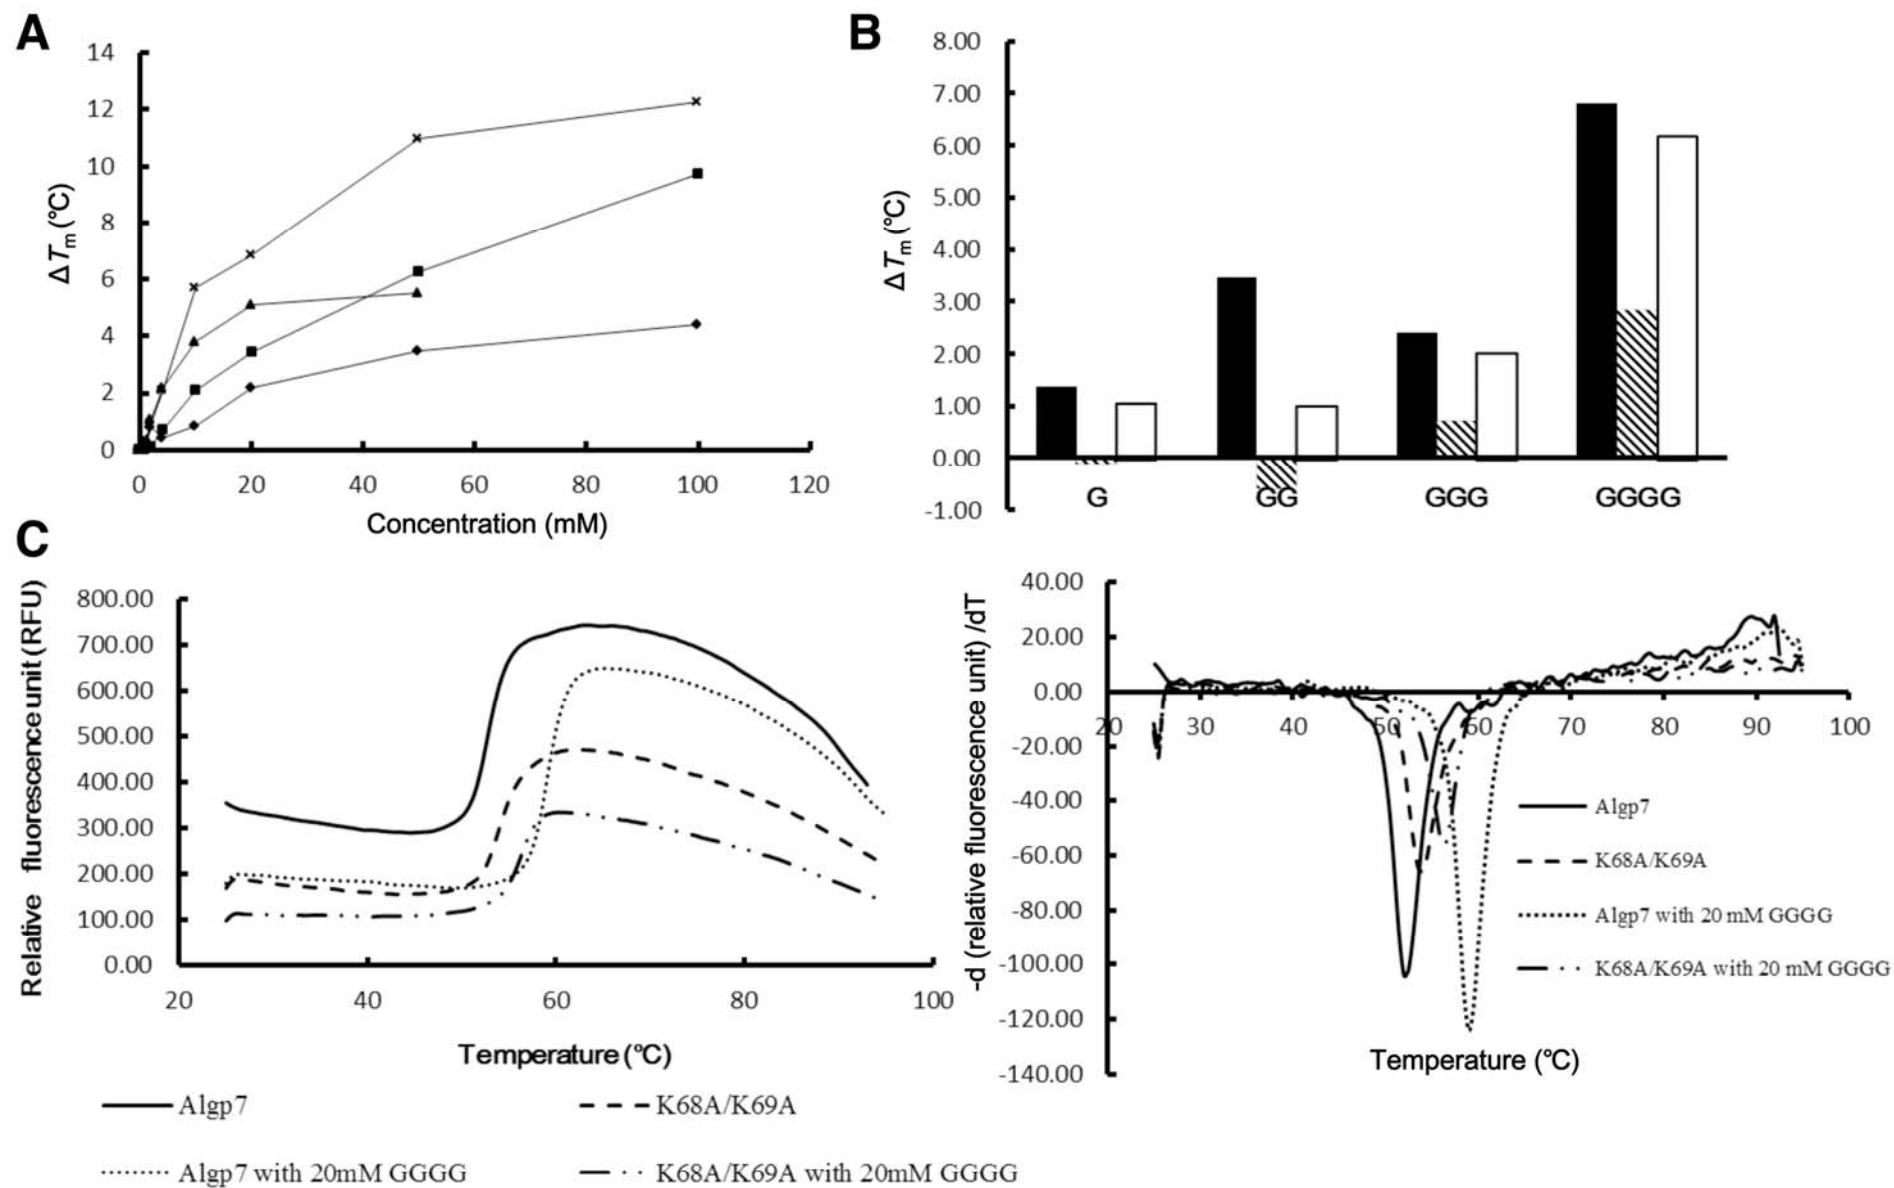 A
14
12
10
8
6
4
2
0
ΔTm (°C)
0 20 40 60 80 100 120
Concentration (mM)
B
8.00
7.00
6.00
5.00
4.00
3.00
2.00
1.00
0.00
-1.00
ΔTm (°C)
G GG GGG GGGG
C
Relative fluorescence unit (RFU)
800.00
700.00
600.00
500.00
400.00
300.00
200.00
100.00
0.00
20 40 60 80 100
Temperature (°C)
Algp7
K68A/K69A
Algp7 with 20mM GGGG
K68A/K69A with 20mM GGGG
-d (relative fluorescence unit) /dT
40.00
20.00
0.00
-20.00
-40.00
-60.00
-80.00
-100.00
-120.00
-140.00
20 30 40 50 60 70 80 90 100
Algp7
K68A/K69A
Algp7 with 20 mM GGGG
K68A/K69A with 20 mM GGGG
Temperature (°C)